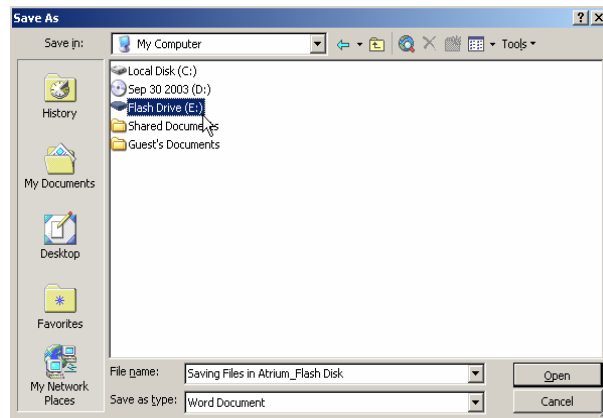 Save As
Save in:
My Computer
Tools
Local Disk (C:)
Sep 30 2003 (D:)
Flash Drive (E:)
Shared Documents
Guest's Documents
History
My Documents
Desktop
Favorites
My Network
Places
File name:
Saving Files in Atrium_Flash Disk
Open
Save as type:
Word Document
Cancel